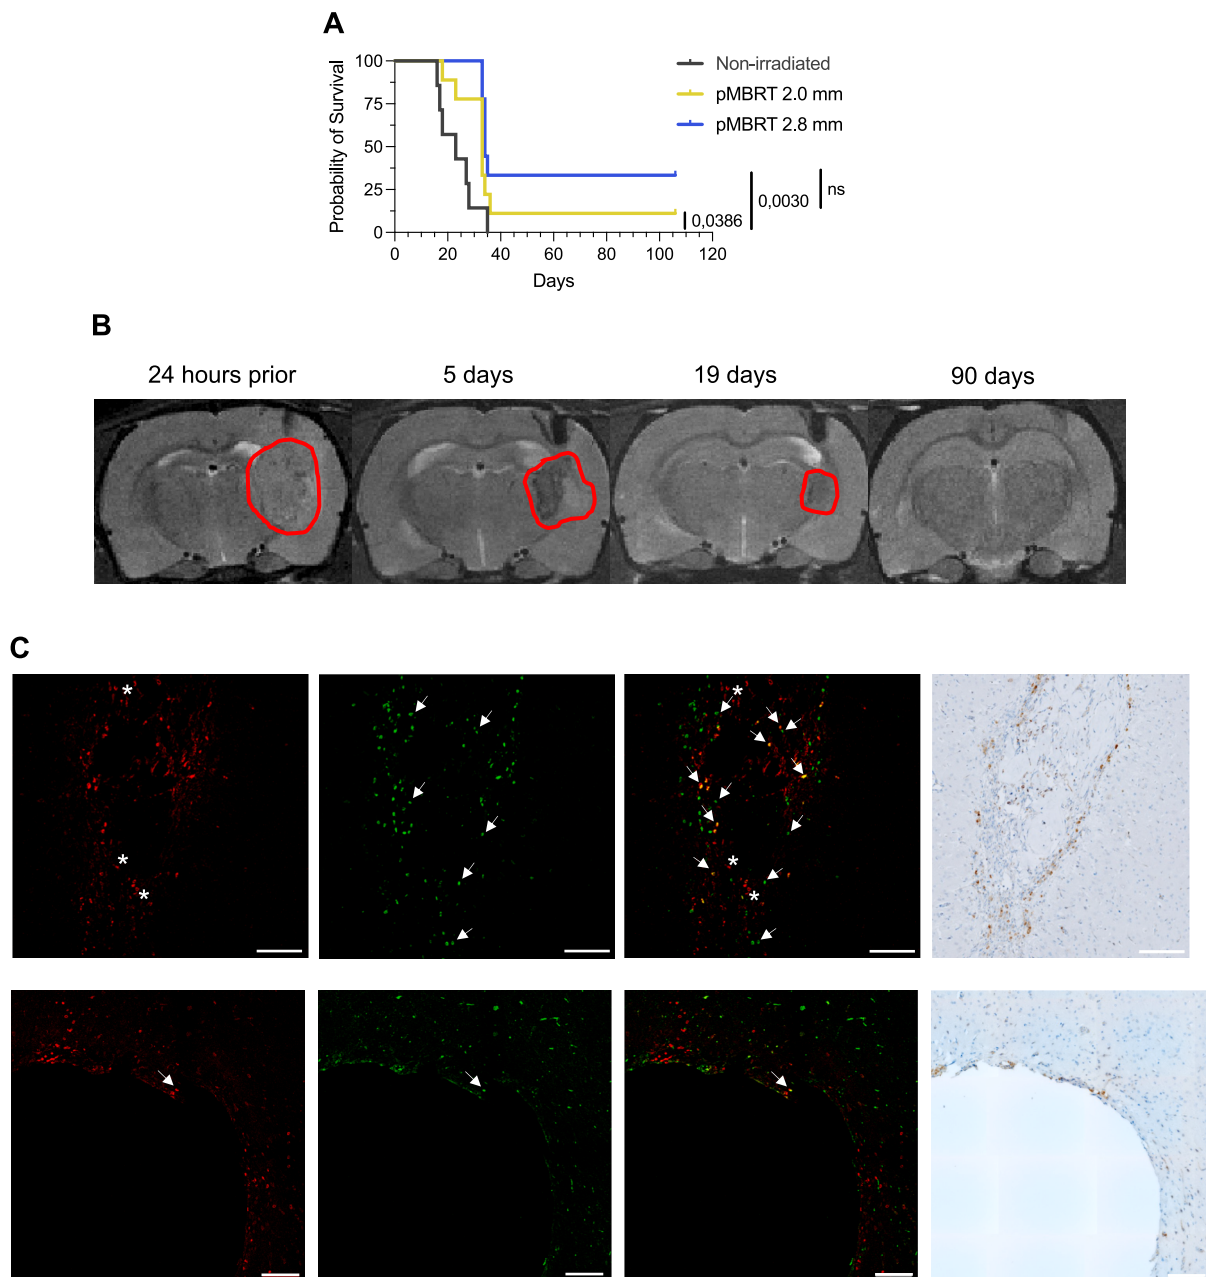 A
Probability of Survival
100
75
50
25
0
0 20 40 60 80 100 120
Days
Non-irradiated
pMBRT 2.0 mm
pMBRT 2.8 mm
0,0386
0,0030
ns
B
24 hours prior 5 days 19 days 90 days
C
* * *
* * *